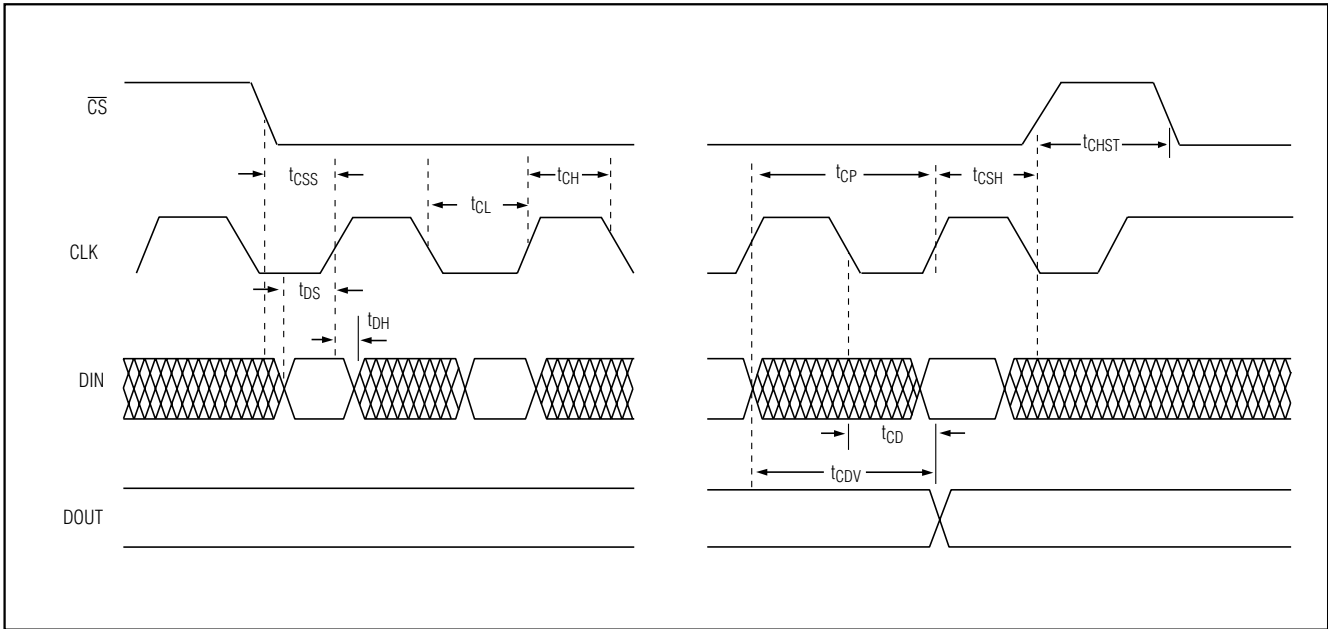 CS
tCHST
tCSS
tCH
tCP
tCSH
tCL
CLK
tDS
tDH
DIN
tCD
tCDV
DOUT